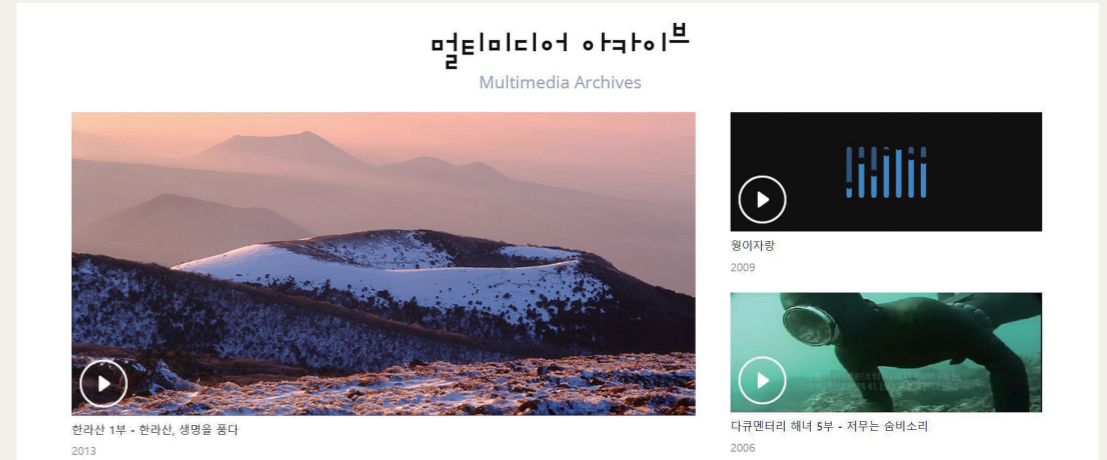 멀티미디어 아카이브
Multimedia Archives
한라산 1부 - 한라산, 생명을 품다
2013
웡이자랑
2009
다큐멘터리 해녀 5부 - 저무는 숨비소리
2006